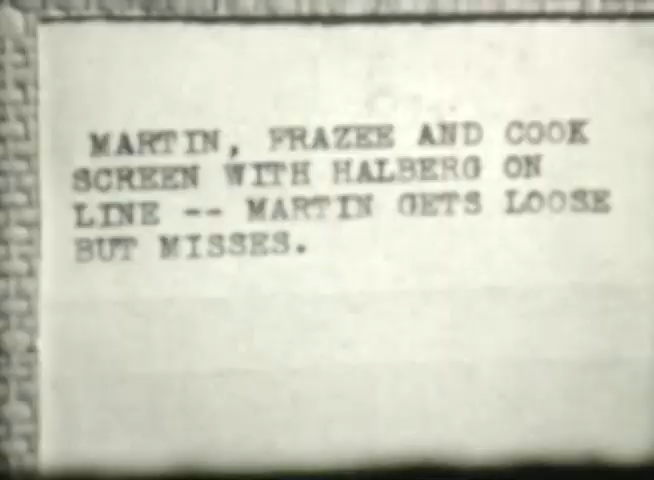 MARTIN, FRAZEE AND COOK
SCREEN WITH HALBERG ON
LINE -- MARTIN GETS LOOSE
BUT MISSES.